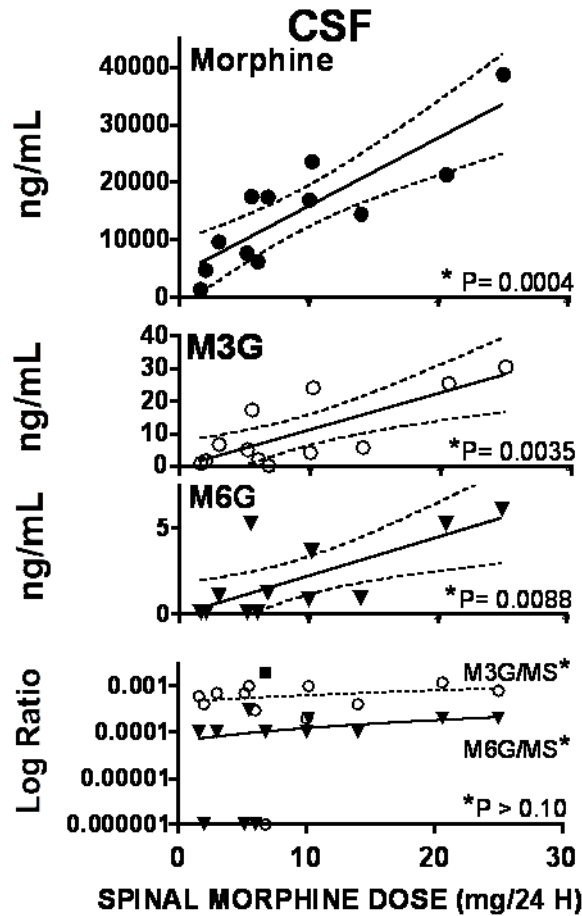 CSF
Morphine
40000
30000
20000
10000
0
ng/mL
* P= 0.0004
M3G
40
30
20
10
0
ng/mL
*P= 0.0035
M6G
5
0
ng/mL
*P= 0.0088
0.001
0.0001
0.00001
0.000001
Log Ratio
M3G/MS*
M6G/MS*
*P > 0.10
0 10 20 30
SPINAL MORPHINE DOSE (mg/24 H)